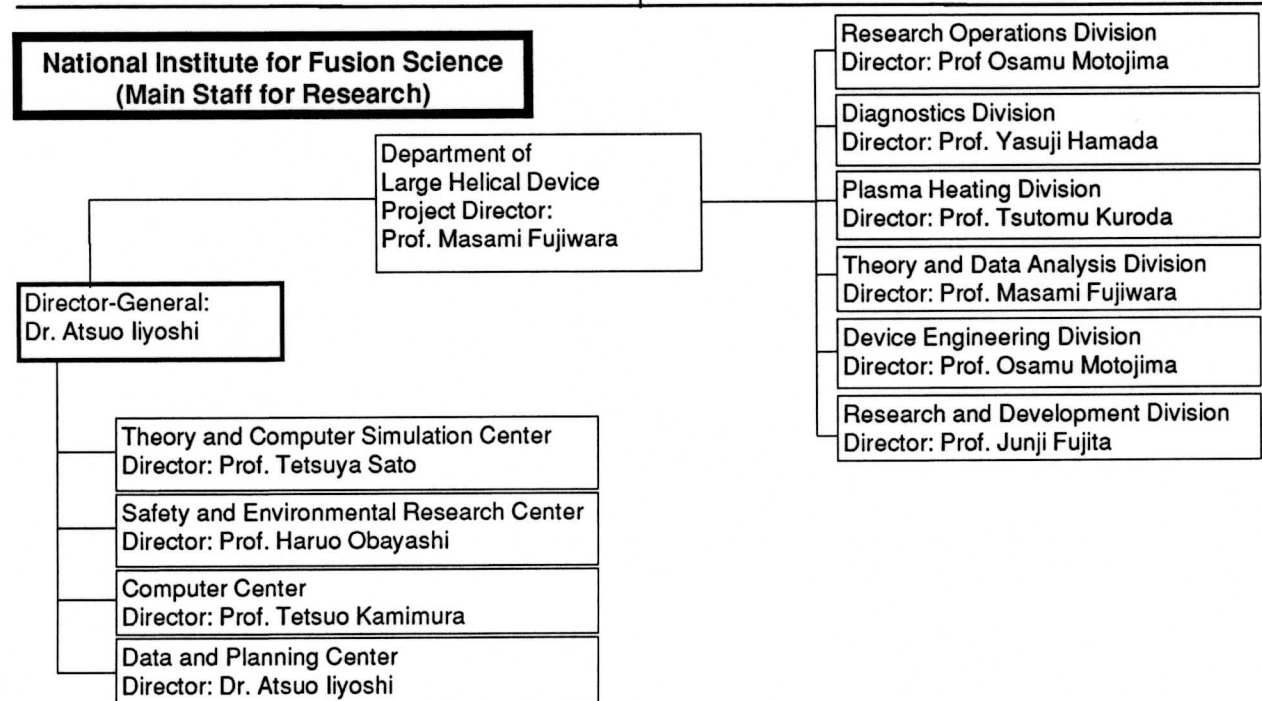 National Institute for Fusion Science
(Main Staff for Research)
Department of
Large Helical Device
Project Director:
Prof. Masami Fujiwara
Director-General:
Dr. Atsuo Iiyoshi
Theory and Computer Simulation Center
Director: Prof. Tetsuya Sato
Safety and Environmental Research Center
Director: Prof. Haruo Obayashi
Computer Center
Director: Prof. Tetsuo Kamimura
Data and Planning Center
Director: Dr. Atsuo Iiyoshi
Research Operations Division
Director: Prof Osamu Motojima
Diagnostics Division
Director: Prof. Yasuji Hamada
Plasma Heating Division
Director: Prof. Tsutomu Kuroda
Theory and Data Analysis Division
Director: Prof. Masami Fujiwara
Device Engineering Division
Director: Prof. Osamu Motojima
Research and Development Division
Director: Prof. Junji Fujita